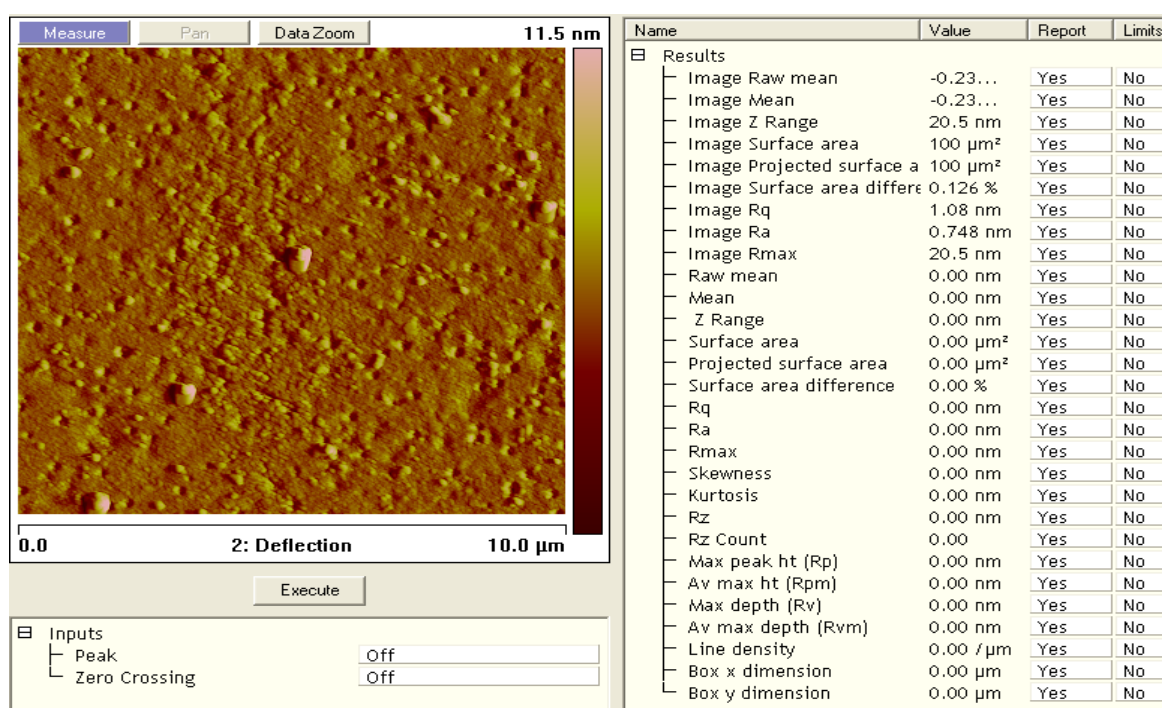 Measure Pan Data Zoom 11.5 nm
0.0 2: Deflection 10.0 µm
Execute
Inputs
Peak Off
Zero Crossing Off
Name Value Report Limits
Results
Image Raw mean -0.23... Yes No
Image Mean -0.23... Yes No
Image Z Range 20.5 nm Yes No
Image Surface area 100 µm² Yes No
Image Projected surface a 100 µm² Yes No
Image Surface area differe 0.126 % Yes No
Image Rq 1.08 nm Yes No
Image Ra 0.748 nm Yes No
Image Rmax 20.5 nm Yes No
Raw mean 0.00 nm Yes No
Mean 0.00 nm Yes No
Z Range 0.00 nm Yes No
Surface area 0.00 µm² Yes No
Projected surface area 0.00 µm² Yes No
Surface area difference 0.00 % Yes No
Rq 0.00 nm Yes No
Ra 0.00 nm Yes No
Rmax 0.00 nm Yes No
Skewness 0.00 nm Yes No
Kurtosis 0.00 nm Yes No
Rz 0.00 nm Yes No
Rz Count 0.00 Yes No
Max peak ht (Rp) 0.00 nm Yes No
Av max ht (Rpm) 0.00 nm Yes No
Max depth (Rv) 0.00 nm Yes No
Av max depth (Rvm) 0.00 nm Yes No
Line density 0.00 /µm Yes No
Box x dimension 0.00 µm Yes No
Box y dimension 0.00 µm Yes No